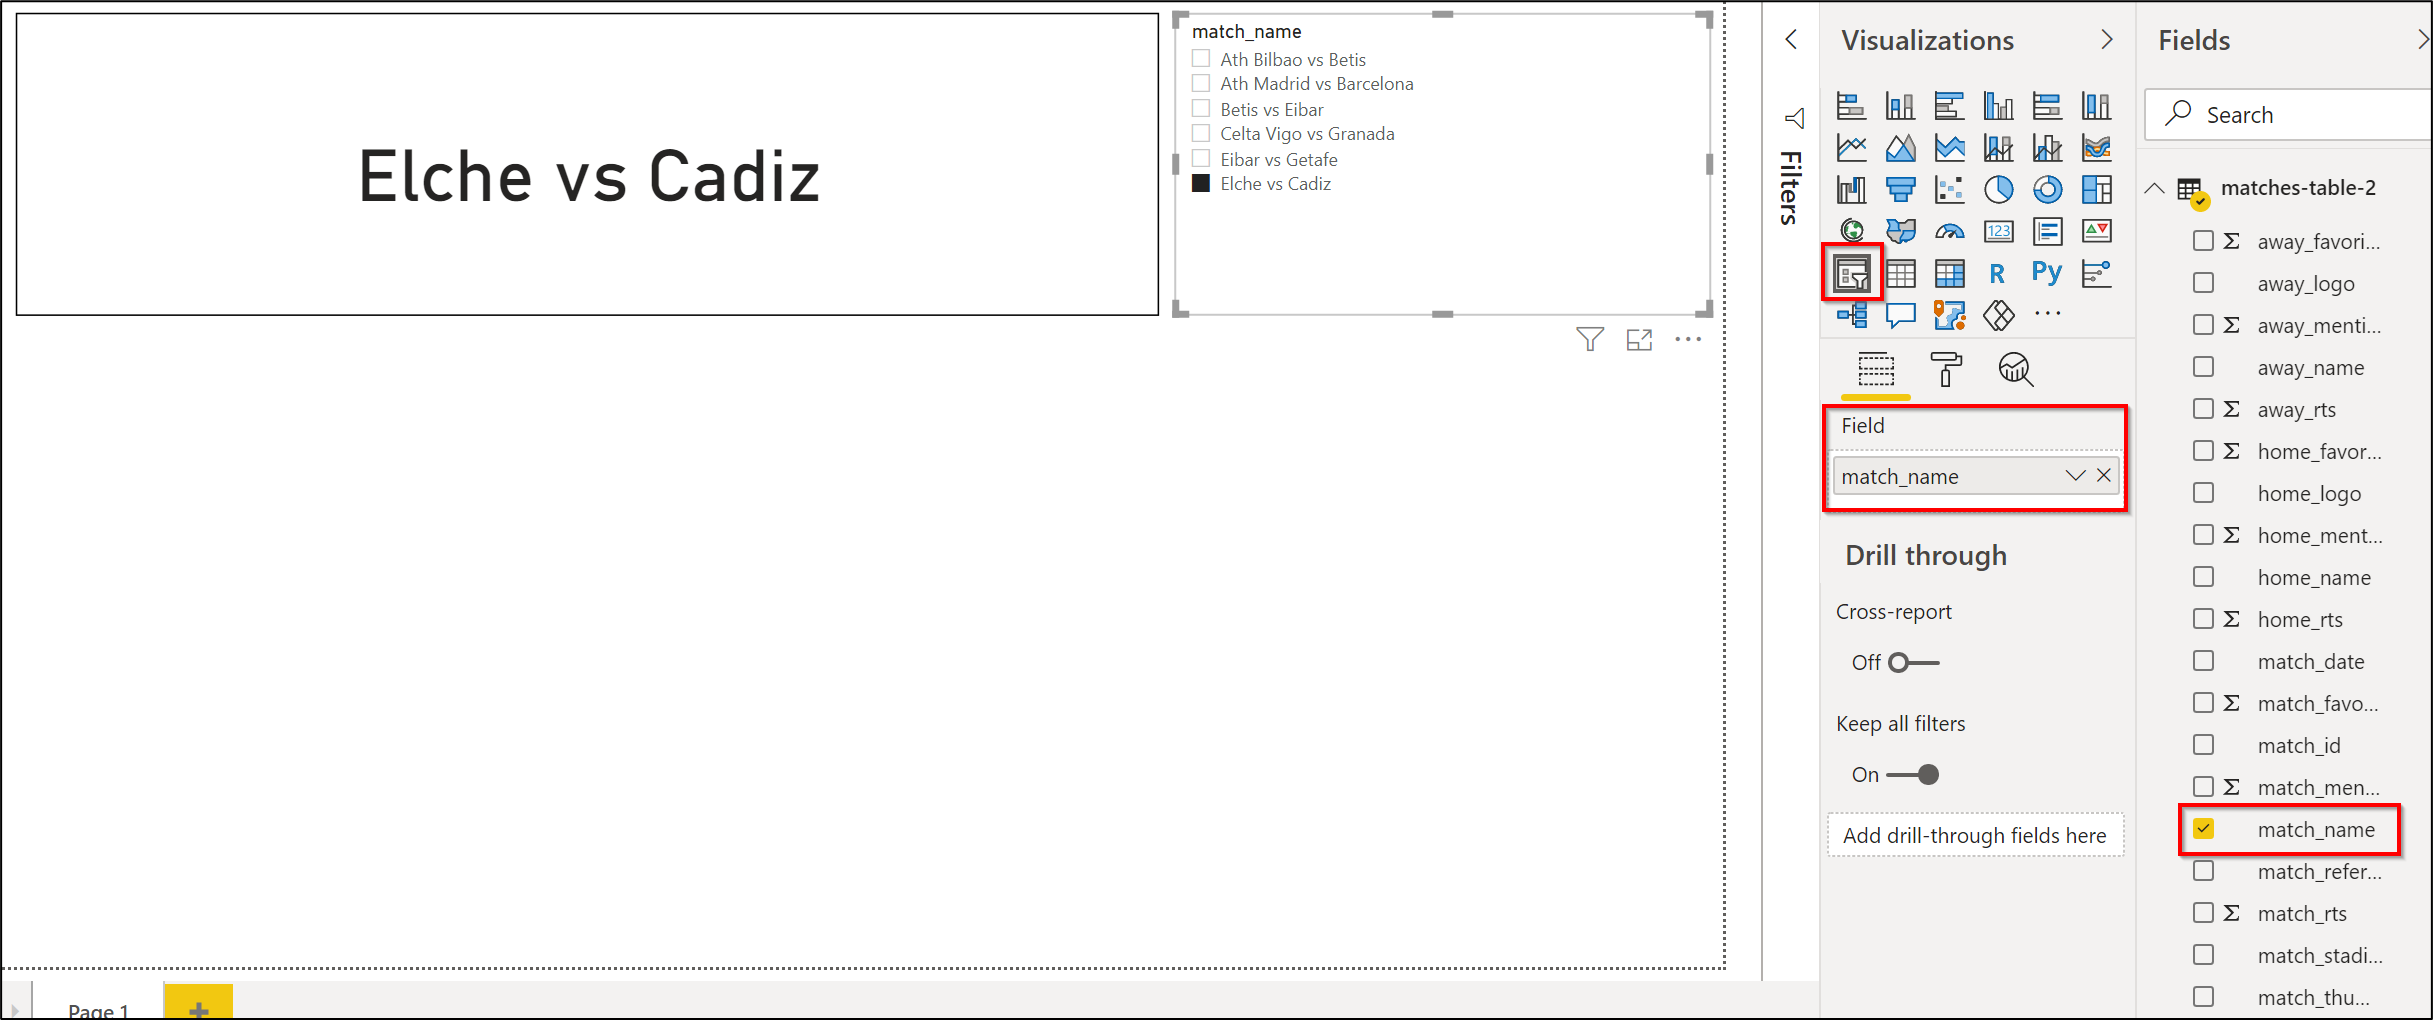 Elche vs Cadiz
match_name
Ath Bilbao vs Betis
Ath Madrid vs Barcelona
Betis vs Eibar
Celta Vigo vs Granada
Eibar vs Getafe
Elche vs Cadiz
Page 1
+
Filters
Visualizations
123
R
Py
Field
match_name
Drill through
Cross-report
Off
Keep all filters
On
Add drill-through fields here
Fields
Search
matches-table-2
Σ away_favori...
away_logo
Σ away_menti...
away_name
Σ away_rts
Σ home_favor...
home_logo
Σ home_ment...
home_name
Σ home_rts
match_date
Σ match_favo...
match_id
Σ match_men...
match_name
match_refer...
Σ match_rts
match_stadi...
match_thu...